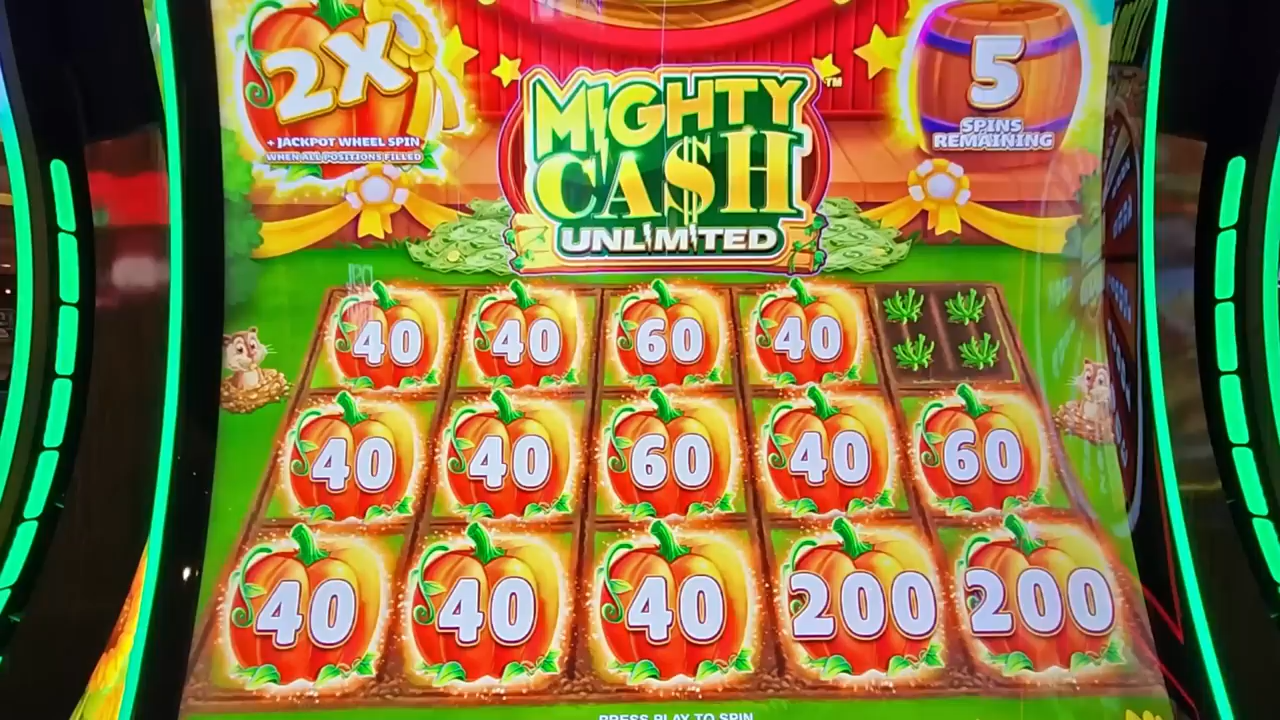 2X
+ JACKPOT WHEEL SPIN
WHEN ALL POSITIONS FILLED
MIGHTY
CA$H
UNLIMITED
TM
5
SPINS
REMAINING
40 40 60 40
40 40 60 40 60
40 40 40 200 200
PRESS PLAY TO SPIN